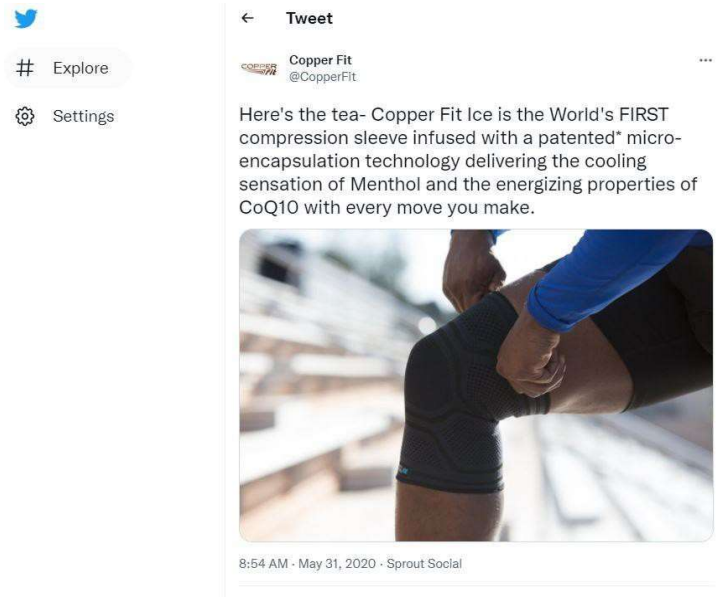 Tweet
Explore
Settings
COPPER
Fit
Copper Fit
@CopperFit
Here's the tea- Copper Fit Ice is the World's FIRST
compression sleeve infused with a patented* micro-
encapsulation technology delivering the cooling
sensation of Menthol and the energizing properties of
CoQ10 with every move you make.
8:54 AM · May 31, 2020 · Sprout Social